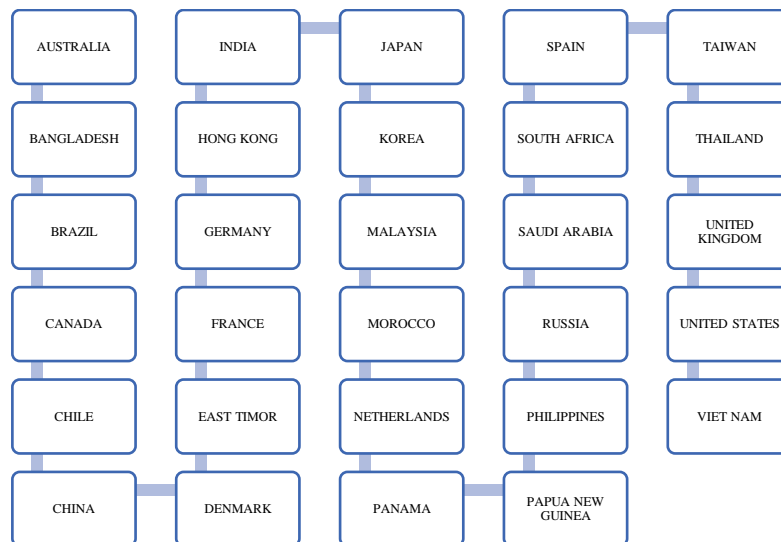 AUSTRALIA
BANGLADESH
BRAZIL
CANADA
CHILE
CHINA
DENMARK
EAST TIMOR
FRANCE
GERMANY
HONG KONG
INDIA
JAPAN
KOREA
MALAYSIA
MOROCCO
NETHERLANDS
PANAMA
PAPUA NEW
GUINEA
PHILIPPINES
RUSSIA
SAUDI ARABIA
SOUTH AFRICA
SPAIN
TAIWAN
THAILAND
UNITED
KINGDOM
UNITED STATES
VIET NAM